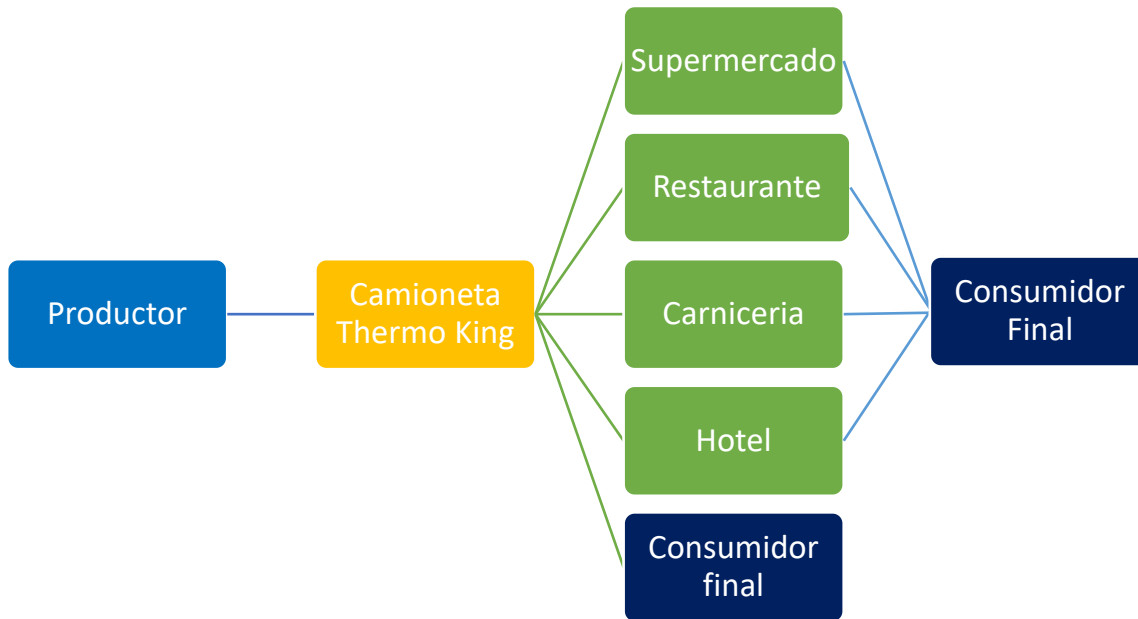 Supermercado
Restaurante
Productor
Camioneta
Thermo King
Carniceria
Consumidor
Final
Hotel
Consumidor
final